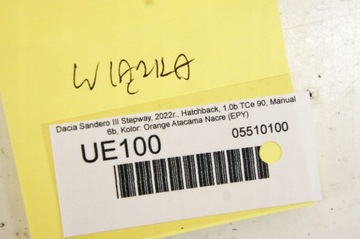 WIĄZKA
Dacia Sandero III Stepway, 2022r., Hatchback, 1.0b TCe 90, Manual
6b, Kolor: Orange Atacama Nacre (EPY)
UE100
05510100